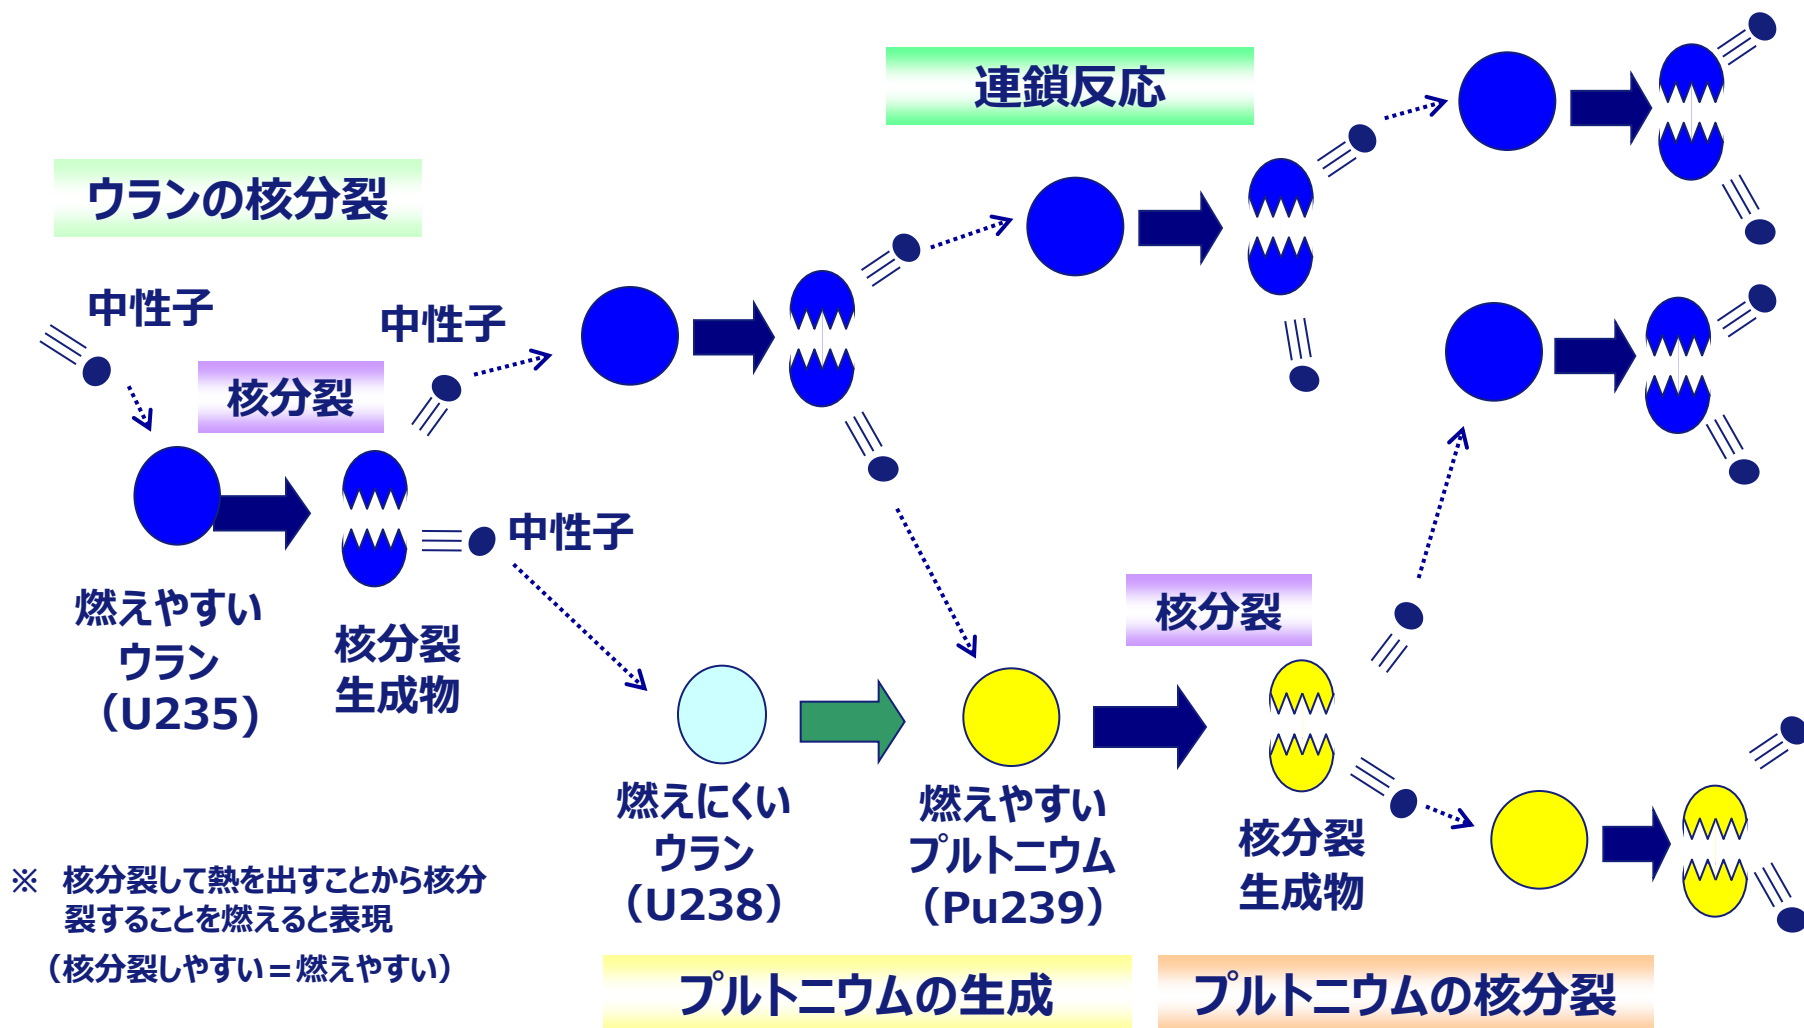 連鎖反応
ウランの核分裂
中性子
中性子
核分裂
中性子
燃えやすい
ウラン
（U235)
核分裂
生成物
核分裂
燃えにくい
ウラン
（U238）
燃えやすい
プルトニウム
（Pu239）
核分裂
生成物
※　核分裂して熱を出すことから核分
裂することを燃えると表現
（核分裂しやすい＝燃えやすい）
プルトニウムの生成
プルトニウムの核分裂